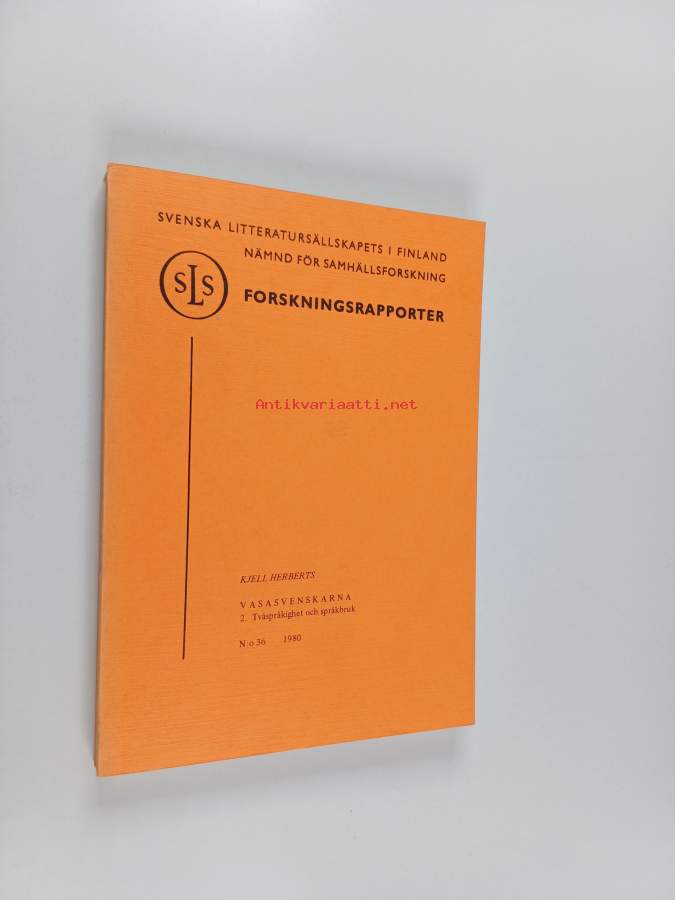 SVENSKA LITTERATURSÄLLSKAPETS I FINLAND
NÄMND FÖR SAMHÄLLSFORSKNING
SLS
FORSKNINGSRAPPORTER
Antikvariaatti.net
KJELL HERBERTS
VASASVENSKARNA
2. Tvåspråkighet och språkbruk
N:o 36 1980